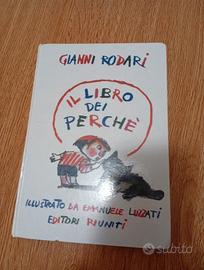 GIANNI RODARI
IL LIBRO
DEI
PERCHÈ
ILLUSTRATO DA EMANUELE LUZZATI
EDITORI RIUNITI
subito